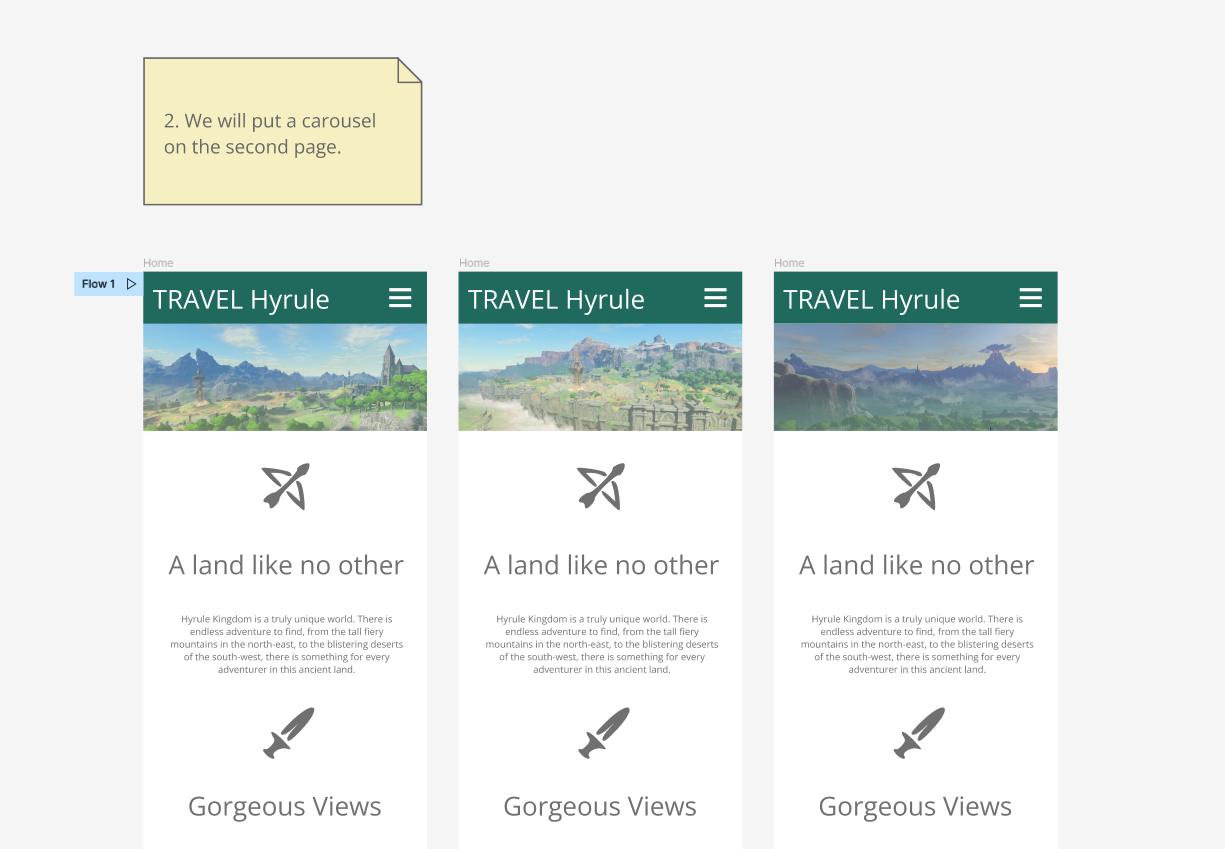 2. We will put a carousel
on the second page.
Home
Home
Home
Flow 1
TRAVEL Hyrule
TRAVEL Hyrule
TRAVEL Hyrule
A land like no other
A land like no other
A land like no other
Hyrule Kingdom is a truly unique world. There is
endless adventure to find, from the tall fiery
mountains in the north-east, to the blistering deserts
of the south-west, there is something for every
adventurer in this ancient land.
Hyrule Kingdom is a truly unique world. There is
endless adventure to find, from the tall fiery
mountains in the north-east, to the blistering deserts
of the south-west, there is something for every
adventurer in this ancient land.
Hyrule Kingdom is a truly unique world. There is
endless adventure to find, from the tall fiery
mountains in the north-east, to the blistering deserts
of the south-west, there is something for every
adventurer in this ancient land.
Gorgeous Views
Gorgeous Views
Gorgeous Views